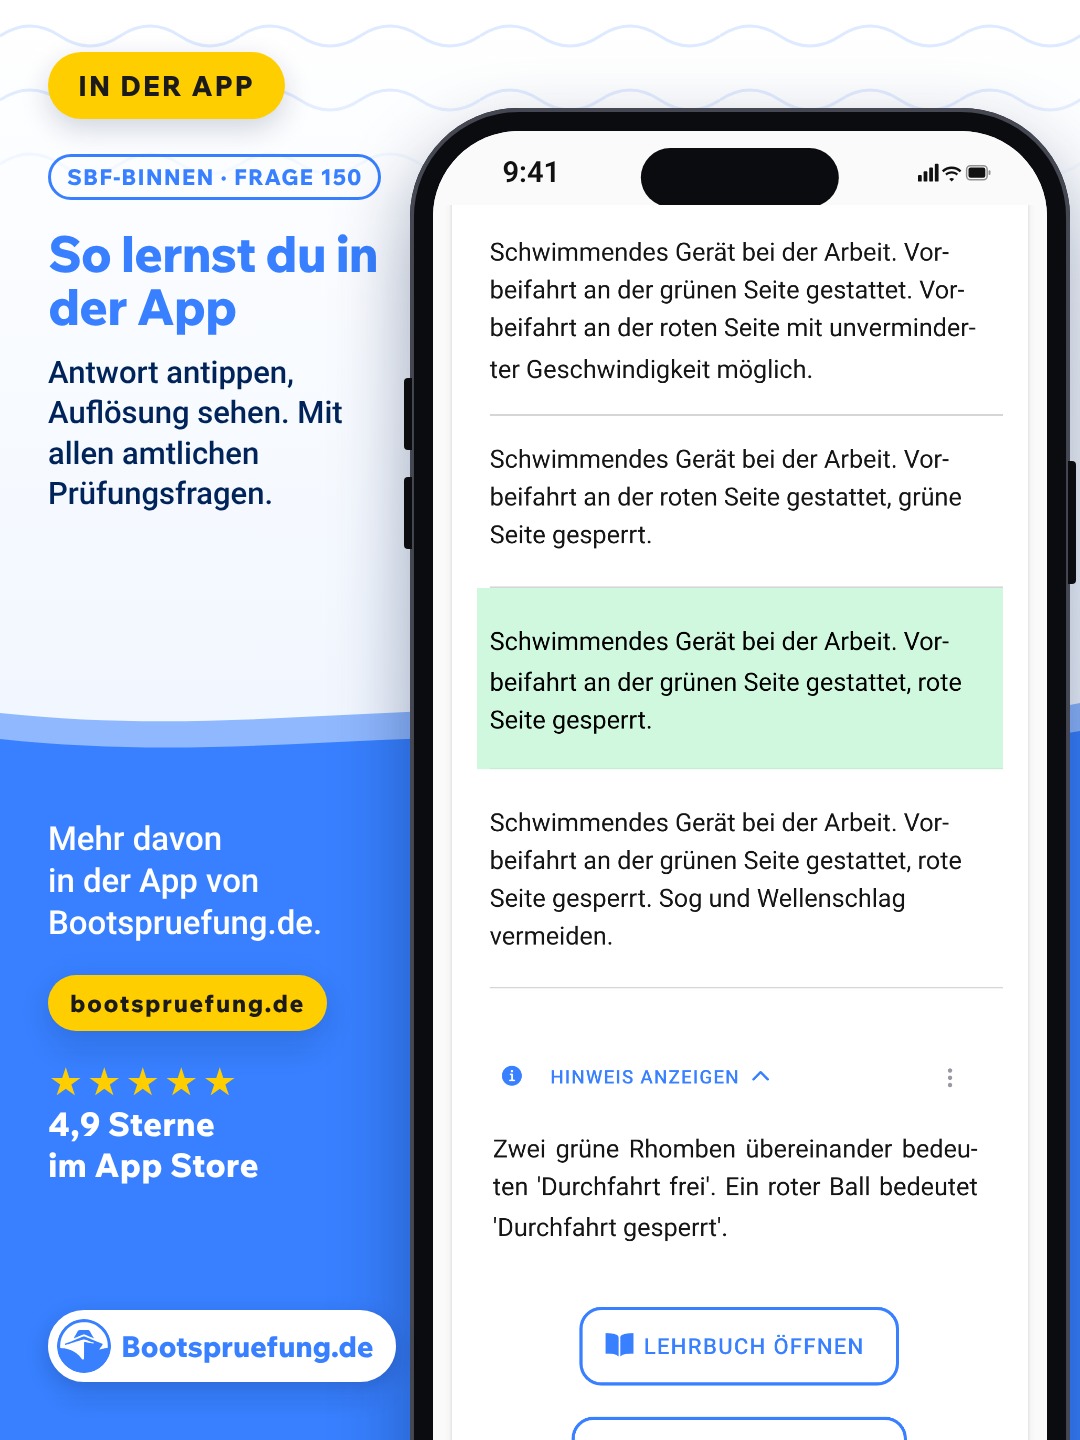 IN DER APP
SBF-BINNEN · FRAGE 150
So lernst du in
der App
Antwort antippen,
Auflösung sehen. Mit
allen amtlichen
Prüfungsfragen.
Mehr davon
in der App von
Bootspruefung.de.
bootspruefung.de
★★★★★
4,9 Sterne
im App Store
Bootspruefung.de
9:41
Schwimmendes Gerät bei der Arbeit. Vor-
beifahrt an der grünen Seite gestattet. Vor-
beifahrt an der roten Seite mit unverminder-
ter Geschwindigkeit möglich.
Schwimmendes Gerät bei der Arbeit. Vor-
beifahrt an der roten Seite gestattet, grüne
Seite gesperrt.
Schwimmendes Gerät bei der Arbeit. Vor-
beifahrt an der grünen Seite gestattet, rote
Seite gesperrt.
Schwimmendes Gerät bei der Arbeit. Vor-
beifahrt an der grünen Seite gestattet, rote
Seite gesperrt. Sog und Wellenschlag
vermeiden.
HINWEIS ANZEIGEN
Zwei grüne Rhomben übereinander bedeu-
ten 'Durchfahrt frei'. Ein roter Ball bedeutet
'Durchfahrt gesperrt'.
LEHRBUCH ÖFFNEN